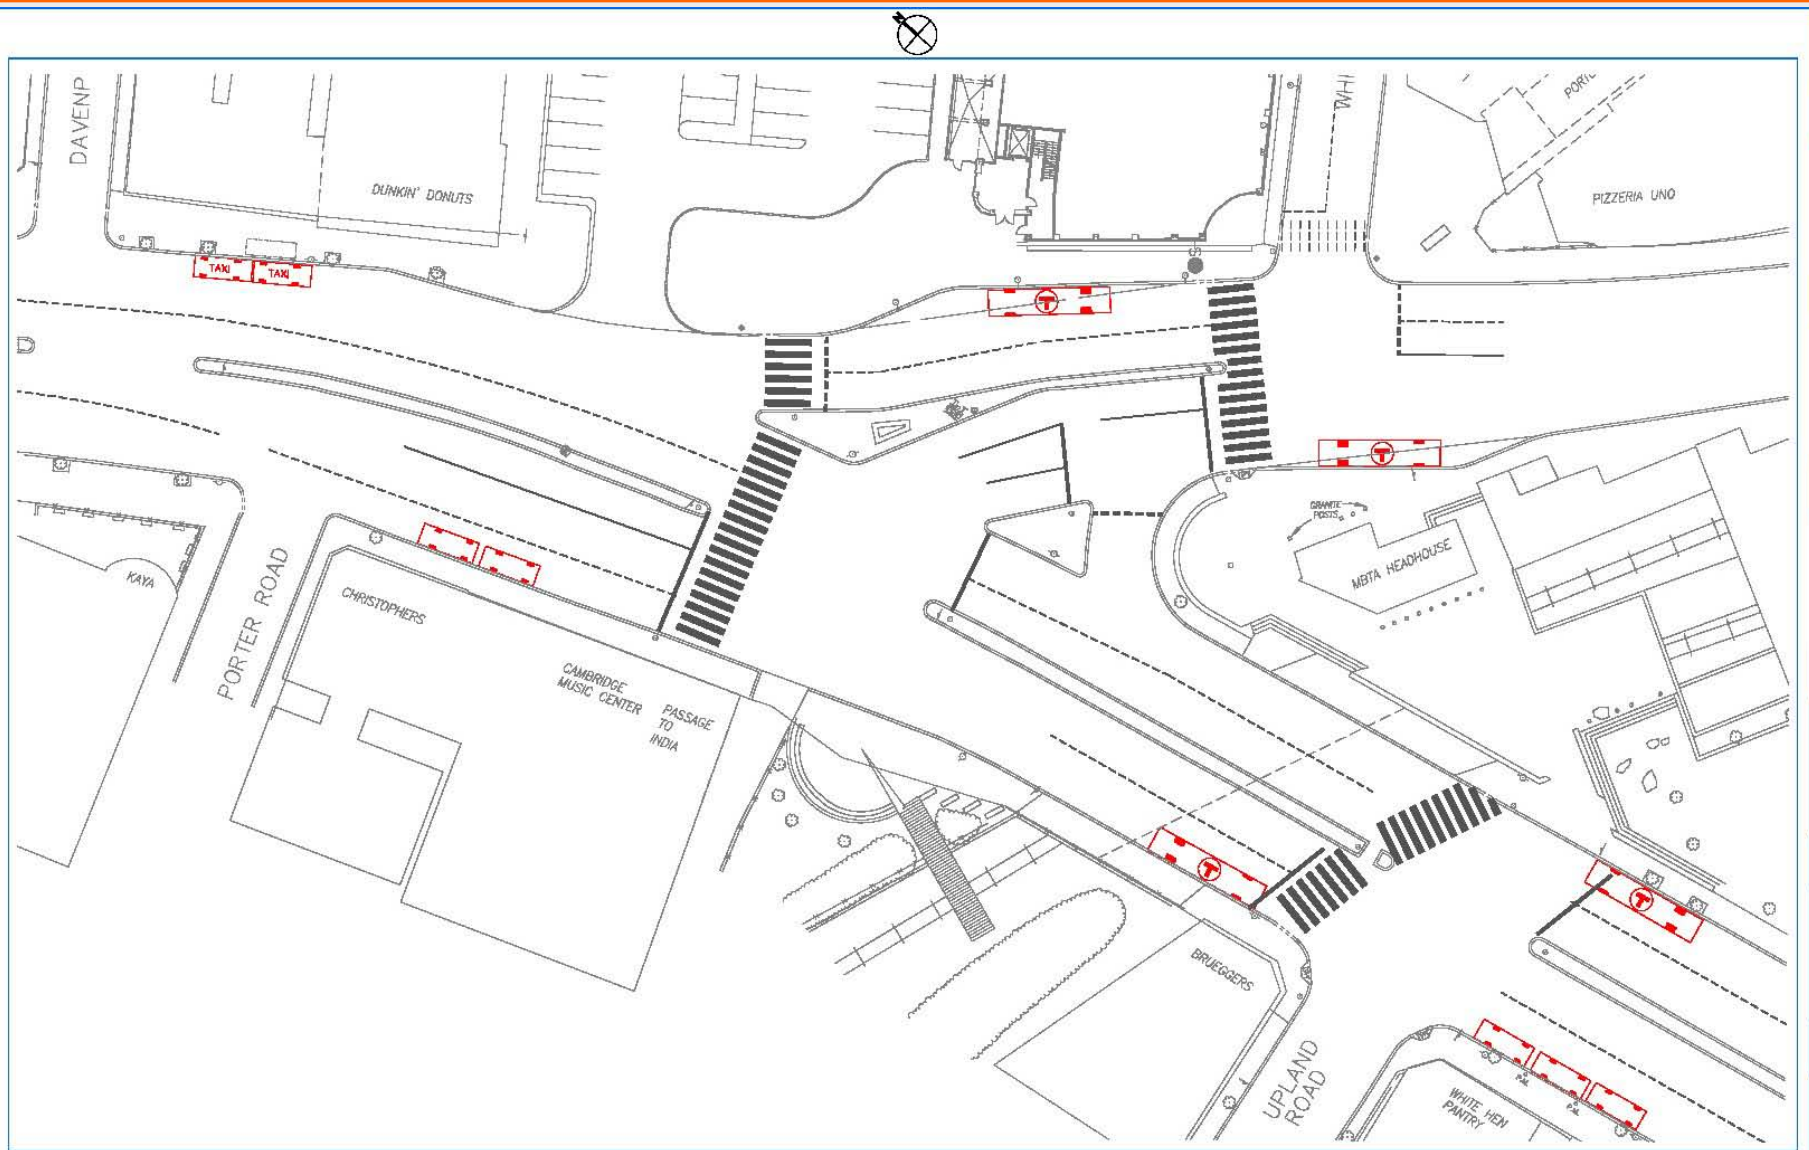 DAVENP
DUNKIN' DONUTS
TAXI
TAXI
WHI
PIZZERIA UNO
T
T
GRANITE
POSTS
MBTA HEADHOUSE
KAYA
PORTER ROAD
CHRISTOPHERS
CAMBRIDGE
MUSIC CENTER
PASSAGE
TO
INDIA
T
T
BRUEGGERS
UPLAND
ROAD
WHITE HEN
PANTRY
P.M.
P.M.